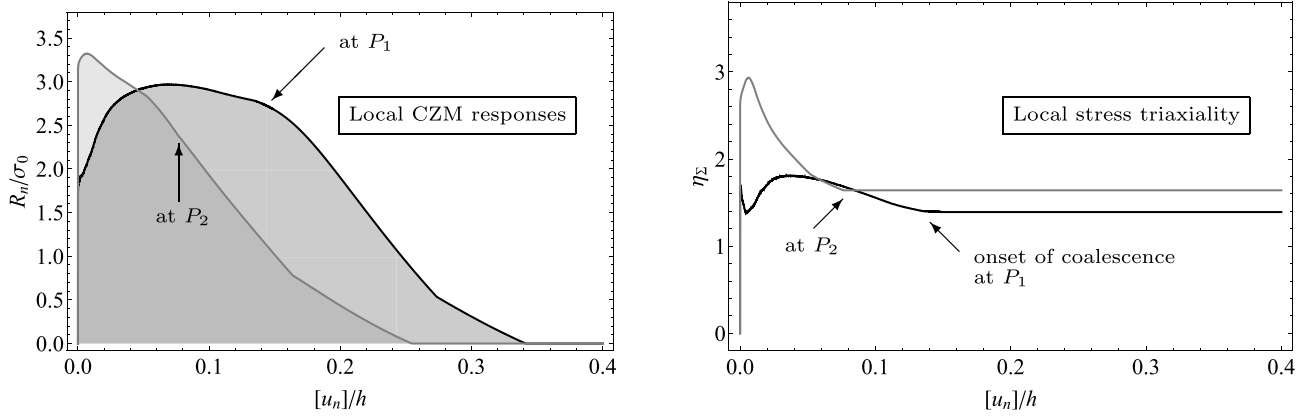 3.5
3.0
2.5
2.0
1.5
1.0
0.5
0.0
R_n/σ_0
0.0 0.1 0.2 0.3 0.4
[u_n]/h
at P_1
Local CZM responses
at P_2
3
2
1
0
η_Σ
0.0 0.1 0.2 0.3 0.4
[u_n]/h
Local stress triaxiality
at P_2
onset of coalescence
at P_1